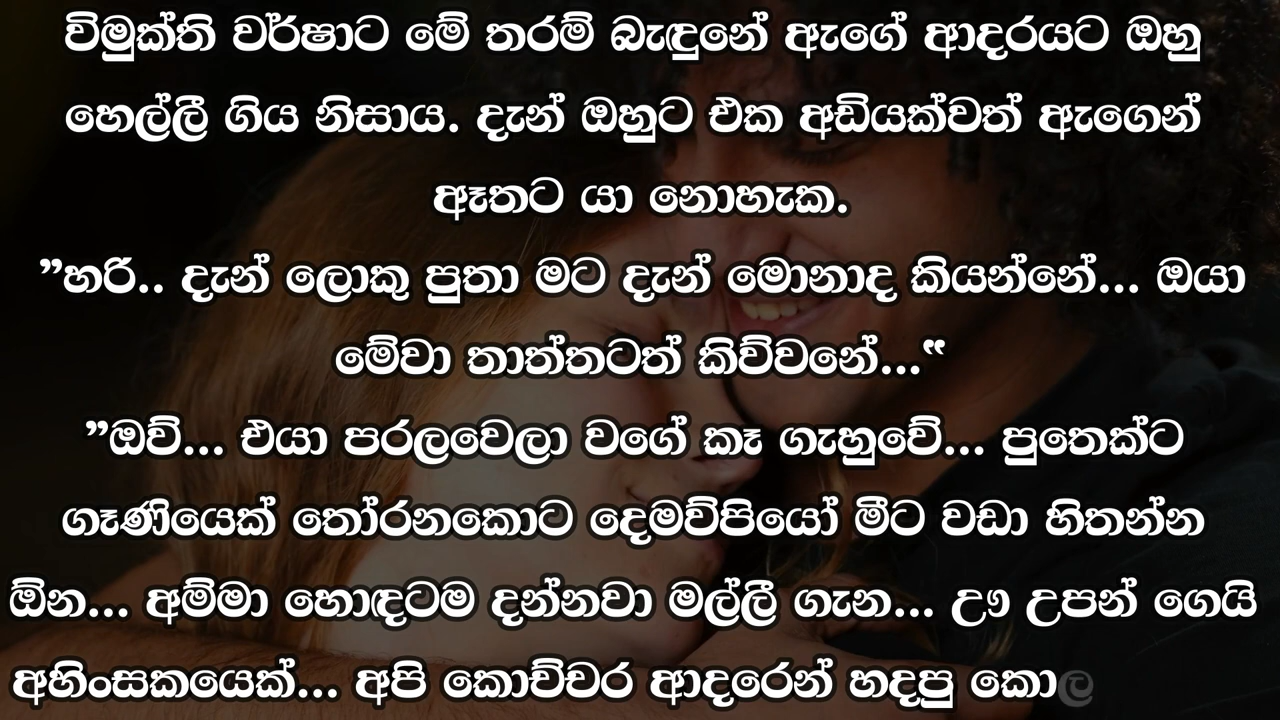 විමුක්ති වර්ෂාට මේ තරම් බැඳුනේ ඇගේ ආදරයට ඔහු
හෙල්ලී ගිය නිසාය. දැන් ඔහුට එක අඩියක්වත් ඇගෙන්
ඈතට යා නොහැක.
”හරි.. දැන් ලොකු පුතා මට දැන් මොනාද කියන්නේ... ඔයා
මේවා තාත්තටත් කිව්වනේ...“
”ඔව්... එයා පරලවෙලා වගේ කෑ ගැහුවේ... පුතෙක්ට
ගෑණියෙක් තෝරනකොට දෙමව්පියෝ මීට වඩා හිතන්න
ඕන... අම්මා හොඳටම දන්නවා මල්ලී ගැන... ඌ උපන් ගෙයි
අහිංසකයෙක්... අපි කොච්චර ආදරෙන් හදපු කොල